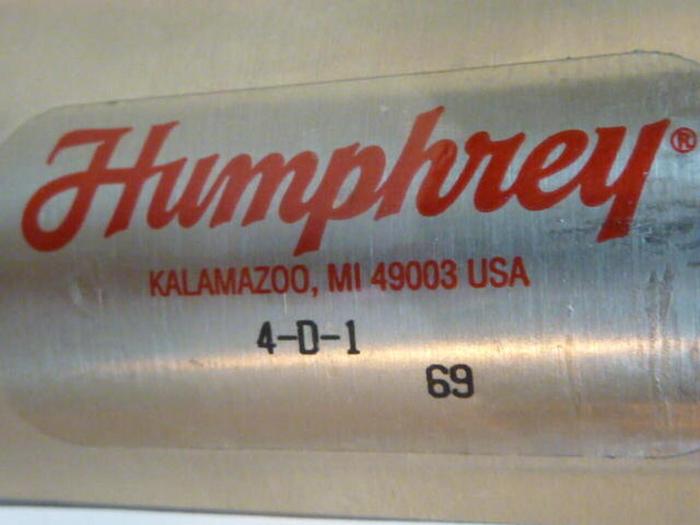 Humphrey®
KALAMAZOO, MI 49003 USA
4-D-1
69